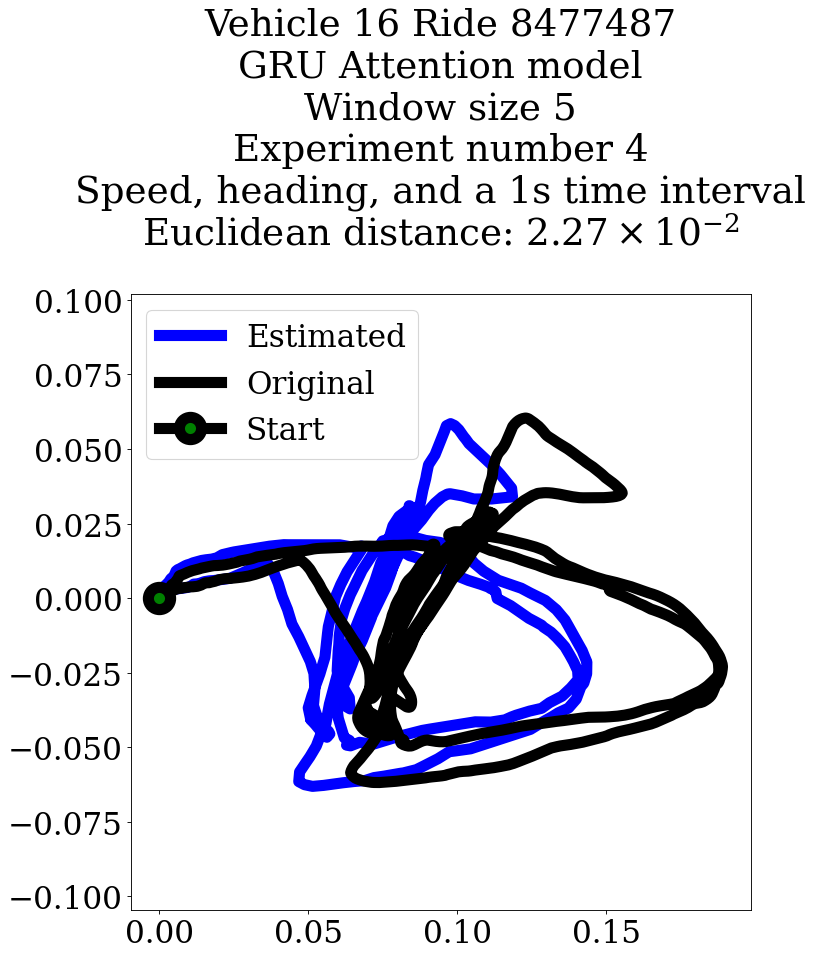 Vehicle 16 Ride 8477487
GRU Attention model
Window size 5
Experiment number 4
Speed, heading, and a 1s time interval
Euclidean distance: 2.27 × 10⁻²
Estimated
Original
Start
0.100
0.075
0.050
0.025
0.000
−0.025
−0.050
−0.075
−0.100
0.00 0.05 0.10 0.15